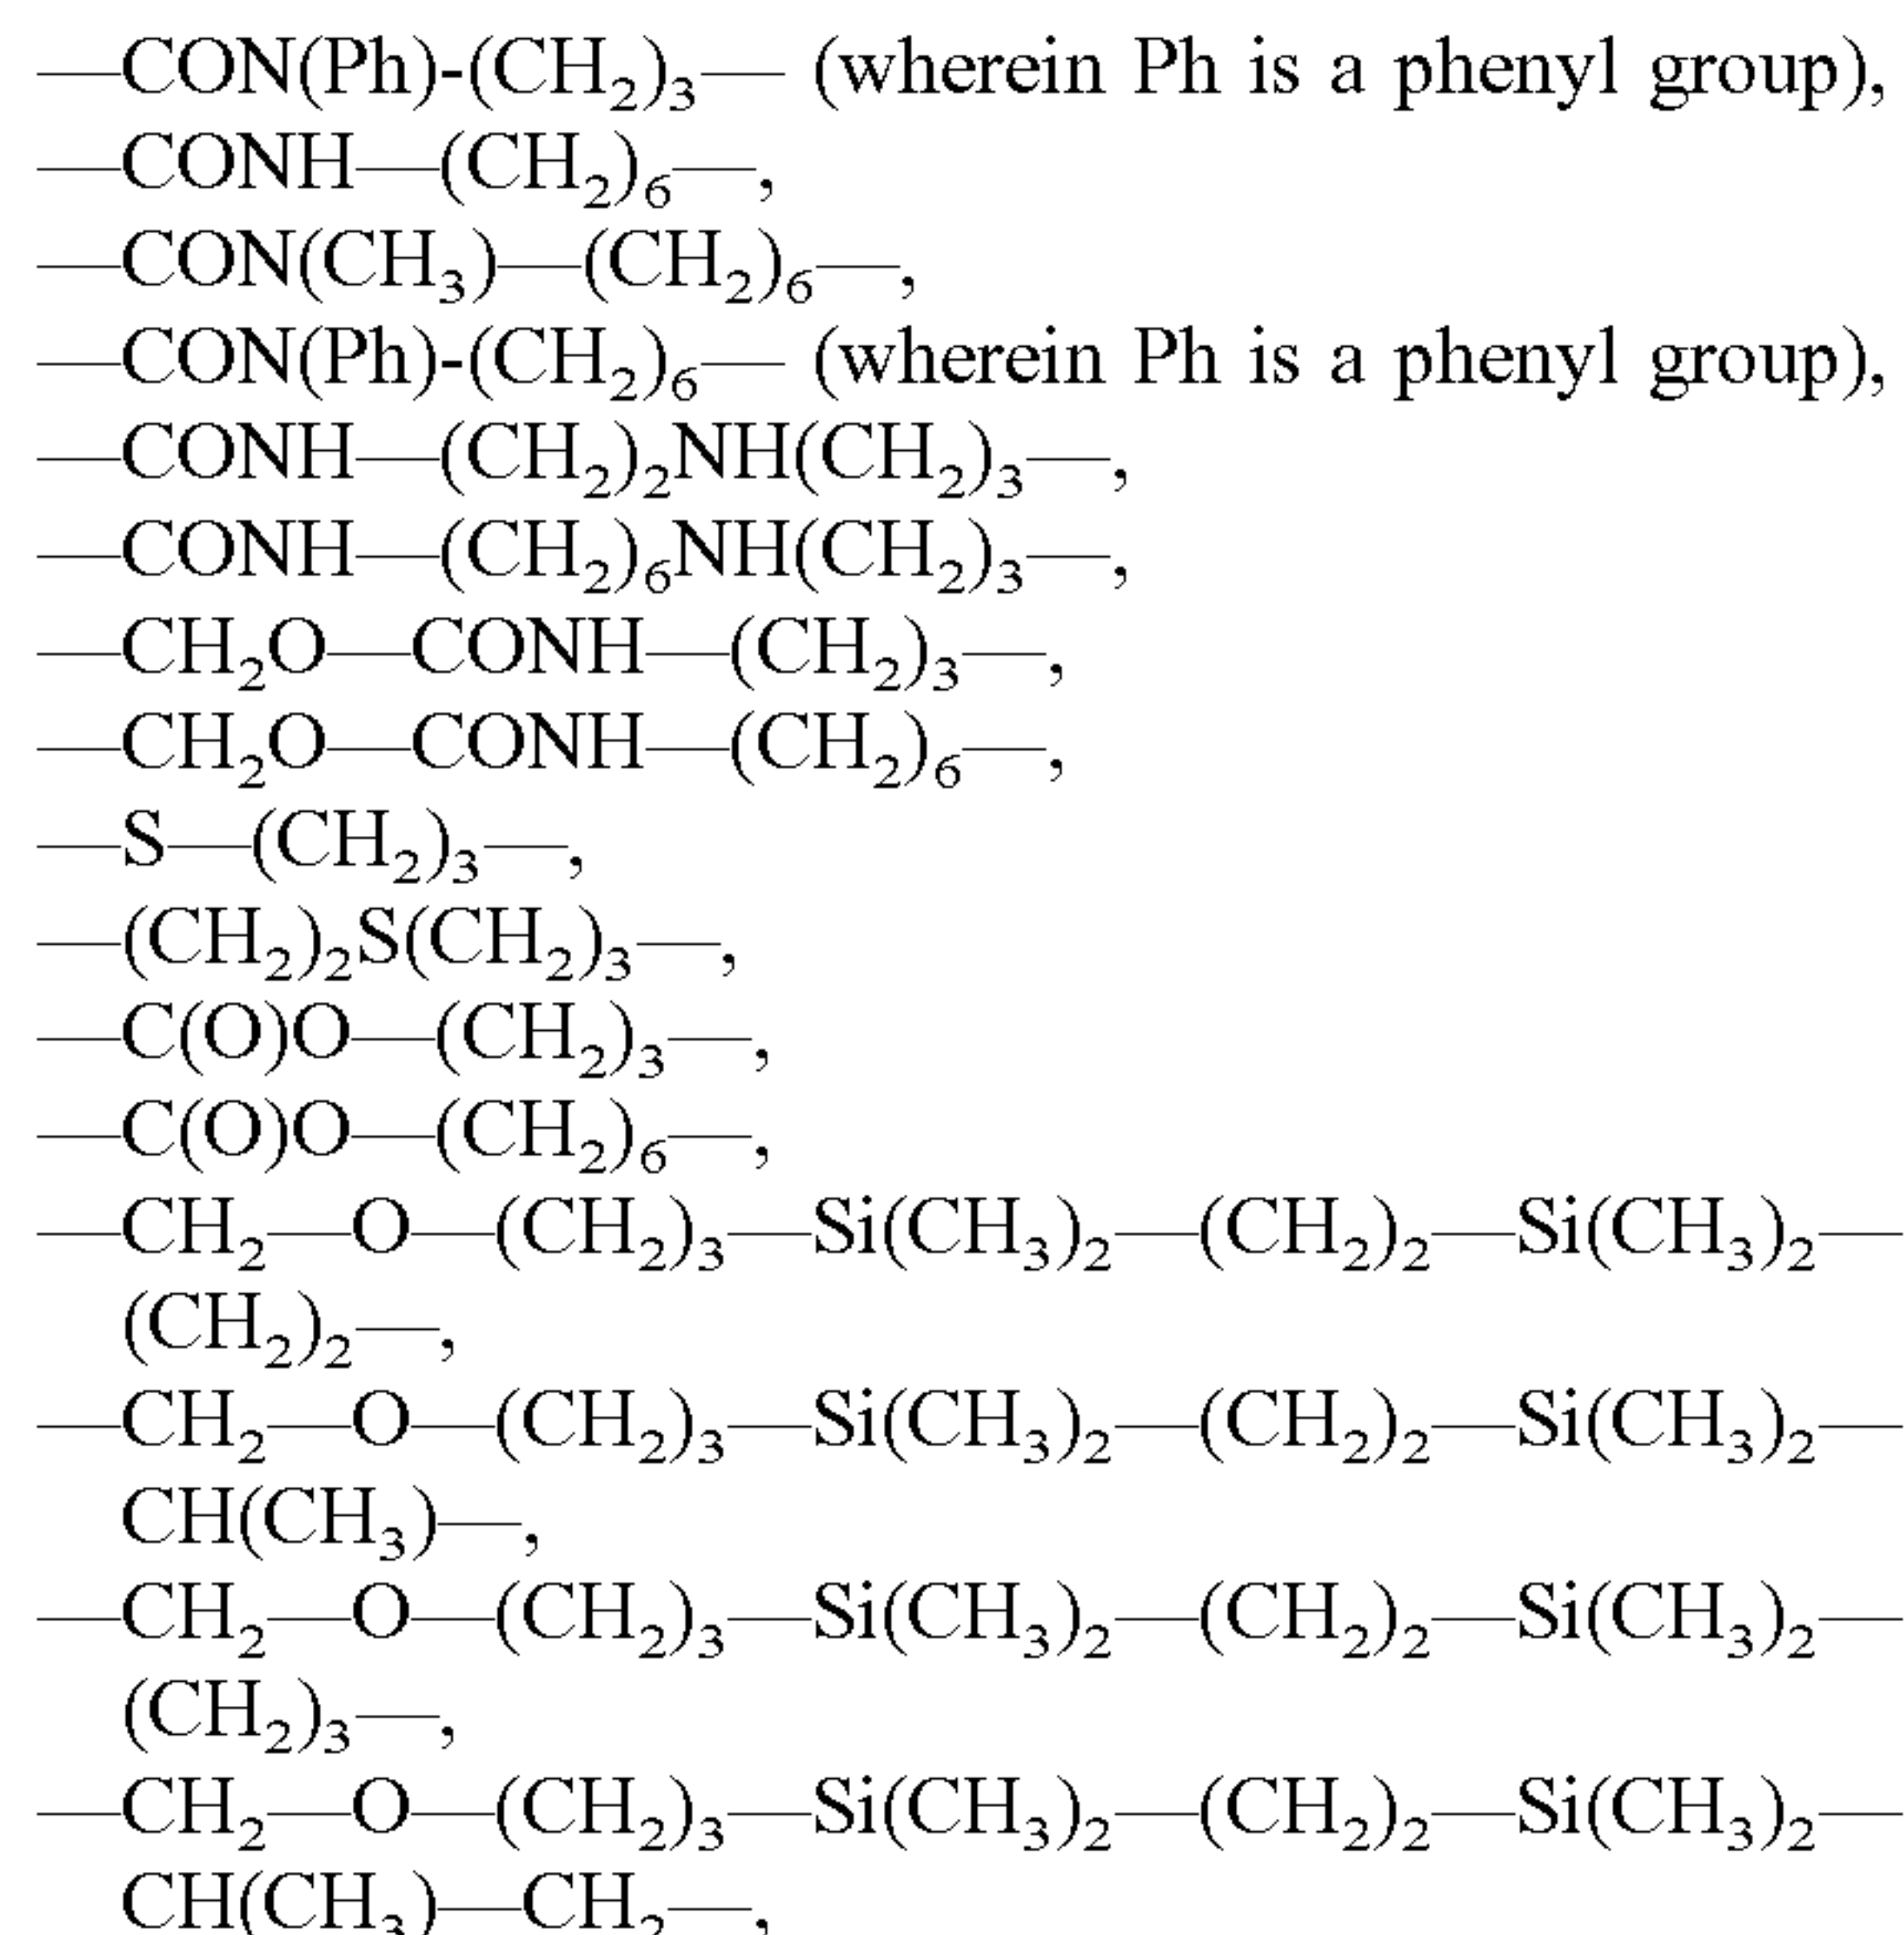 —CON(Ph)-(CH₂)₃— (wherein Ph is a phenyl group),
—CONH—(CH₂)₆—,
—CON(CH₃)—(CH₂)₆—,
—CON(Ph)-(CH₂)₆— (wherein Ph is a phenyl group),
—CONH—(CH₂)₂NH(CH₂)₃—,
—CONH—(CH₂)₆NH(CH₂)₃—,
—CH₂O—CONH—(CH₂)₃—,
—CH₂O—CONH—(CH₂)₆—,
—S—(CH₂)₃—,
—(CH₂)₂S(CH₂)₃—,
—C(O)O—(CH₂)₃—,
—C(O)O—(CH₂)₆—,
—CH₂—O—(CH₂)₃—Si(CH₃)₂—(CH₂)₂—Si(CH₃)₂—
(CH₂)₂—,
—CH₂—O—(CH₂)₃—Si(CH₃)₂—(CH₂)₂—Si(CH₃)₂—
CH(CH₃)—,
—CH₂—O—(CH₂)₃—Si(CH₃)₂—(CH₂)₂—Si(CH₃)₂—
(CH₂)₃—,
—CH₂—O—(CH₂)₃—Si(CH₃)₂—(CH₂)₂—Si(CH₃)₂—
CH(CH₃)—CH₂—,